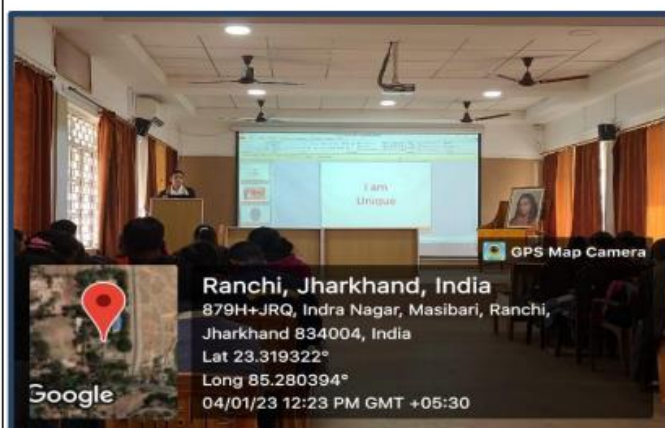 I am
Unique
GPS Map Camera
Ranchi, Jharkhand, India
879H+JRQ, Indra Nagar, Masibari, Ranchi,
Jharkhand 834004, India
Lat 23.319322°
Long 85.280394°
04/01/23 12:23 PM GMT +05:30
Google